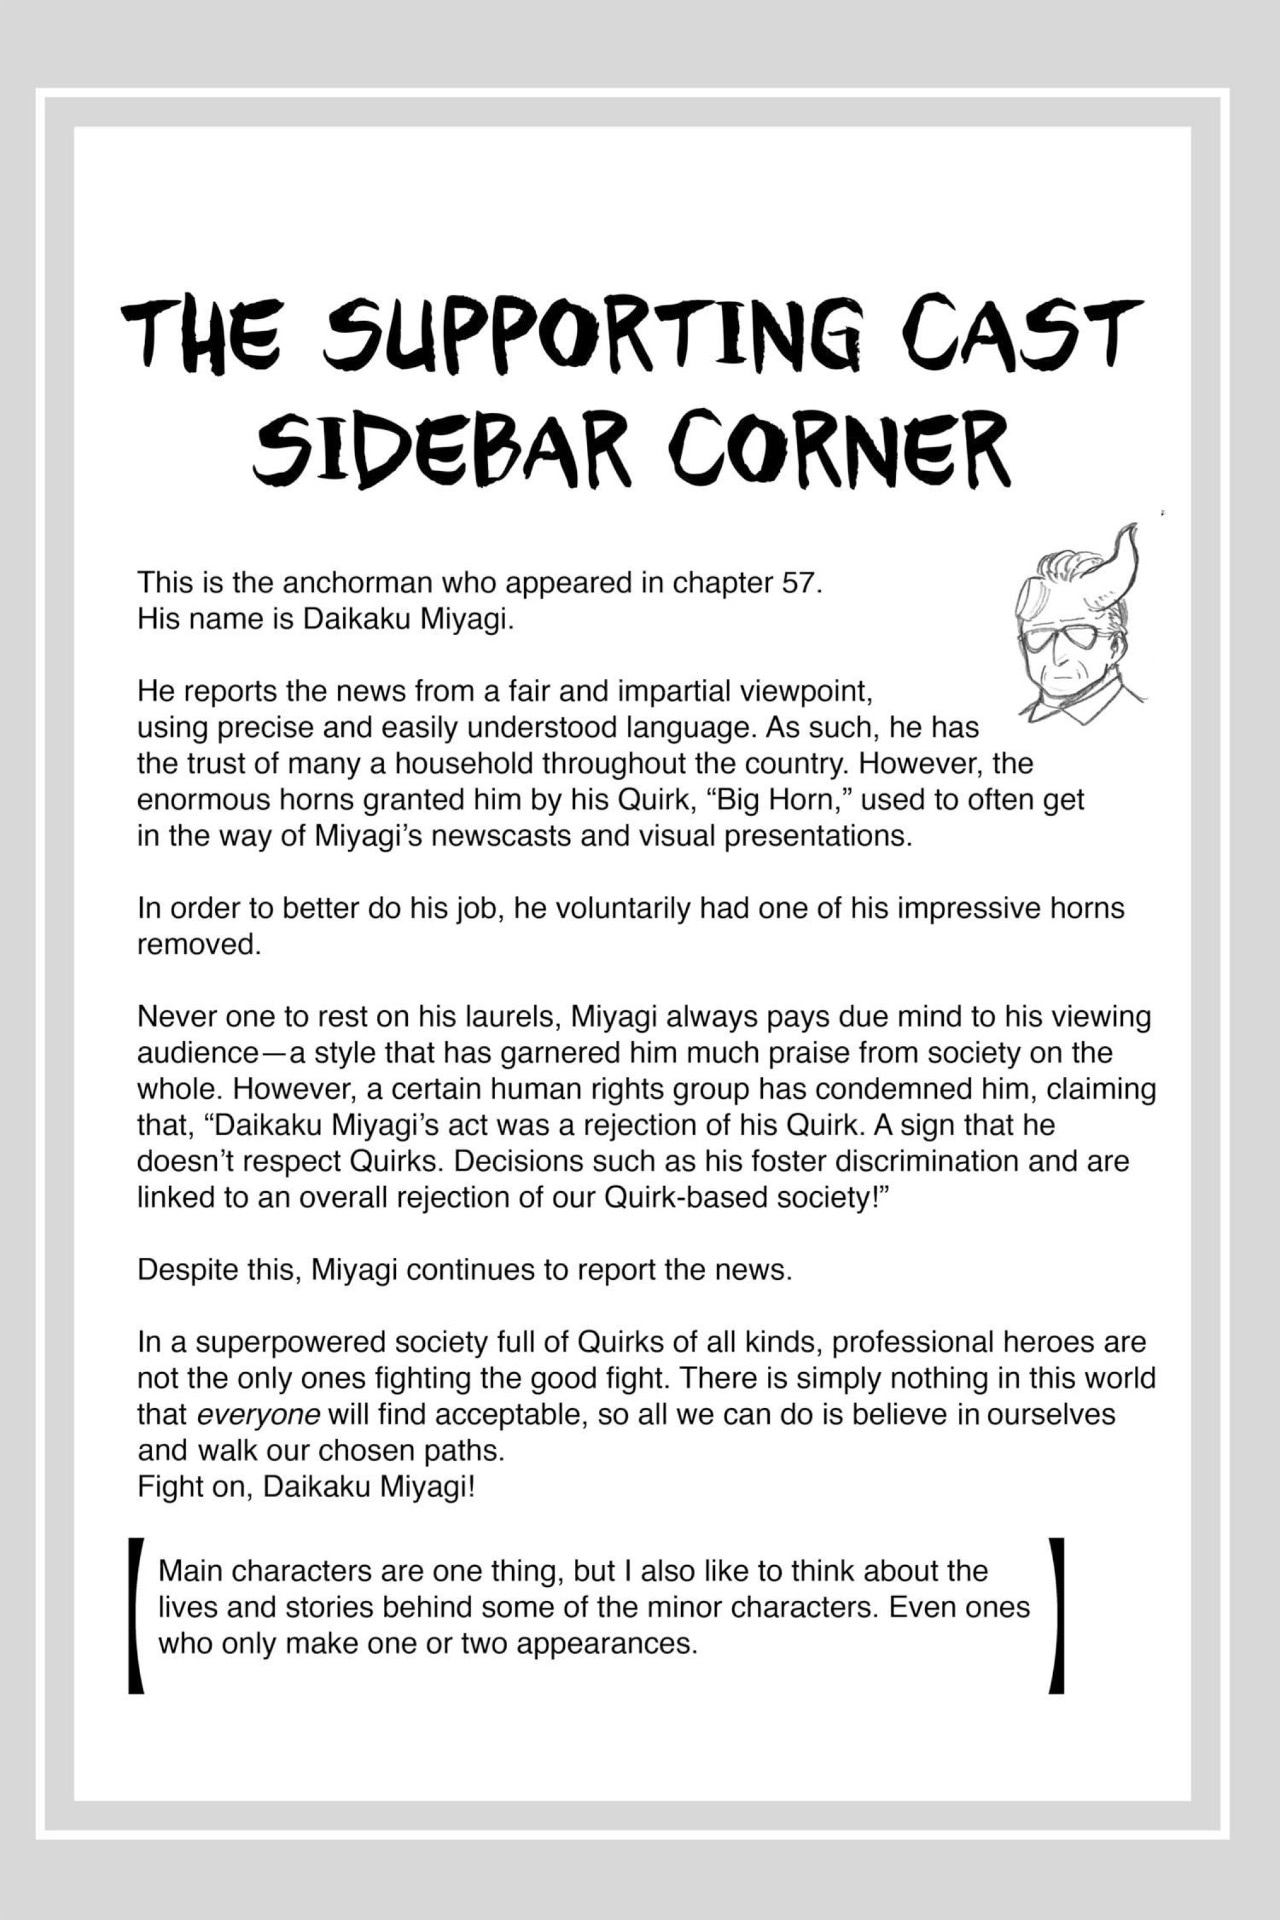 THE SUPPORTING CAST
SIDEBAR CORNER
This is the anchorman who appeared in chapter 57.
His name is Daikaku Miyagi.
He reports the news from a fair and impartial viewpoint,
using precise and easily understood language. As such, he has
the trust of many a household throughout the country. However, the
enormous horns granted him by his Quirk, “Big Horn,” used to often get
in the way of Miyagi’s newscasts and visual presentations.
In order to better do his job, he voluntarily had one of his impressive horns
removed.
Never one to rest on his laurels, Miyagi always pays due mind to his viewing
audience—a style that has garnered him much praise from society on the
whole. However, a certain human rights group has condemned him, claiming
that, “Daikaku Miyagi’s act was a rejection of his Quirk. A sign that he
doesn’t respect Quirks. Decisions such as his foster discrimination and are
linked to an overall rejection of our Quirk-based society!”
Despite this, Miyagi continues to report the news.
In a superpowered society full of Quirks of all kinds, professional heroes are
not the only ones fighting the good fight. There is simply nothing in this world
that everyone will find acceptable, so all we can do is believe in ourselves
and walk our chosen paths.
Fight on, Daikaku Miyagi!
Main characters are one thing, but I also like to think about the
lives and stories behind some of the minor characters. Even ones
who only make one or two appearances.